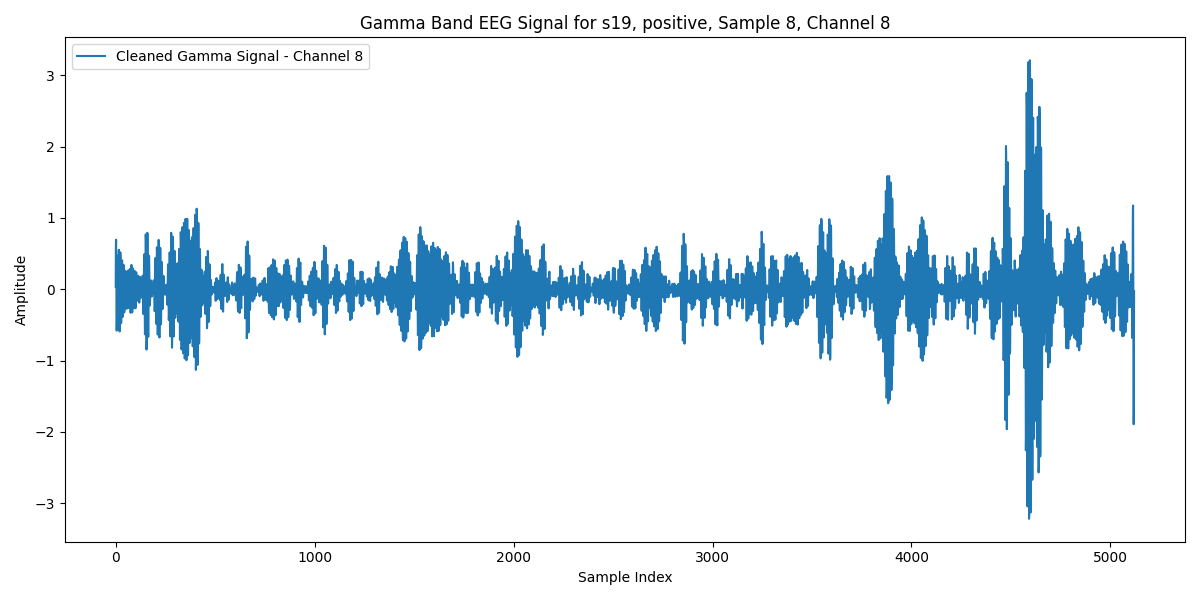 Gamma Band EEG Signal for s19, positive, Sample 8, Channel 8
Cleaned Gamma Signal - Channel 8
Amplitude
3
2
1
0
−1
−2
−3
0 1000 2000 3000 4000 5000
Sample Index